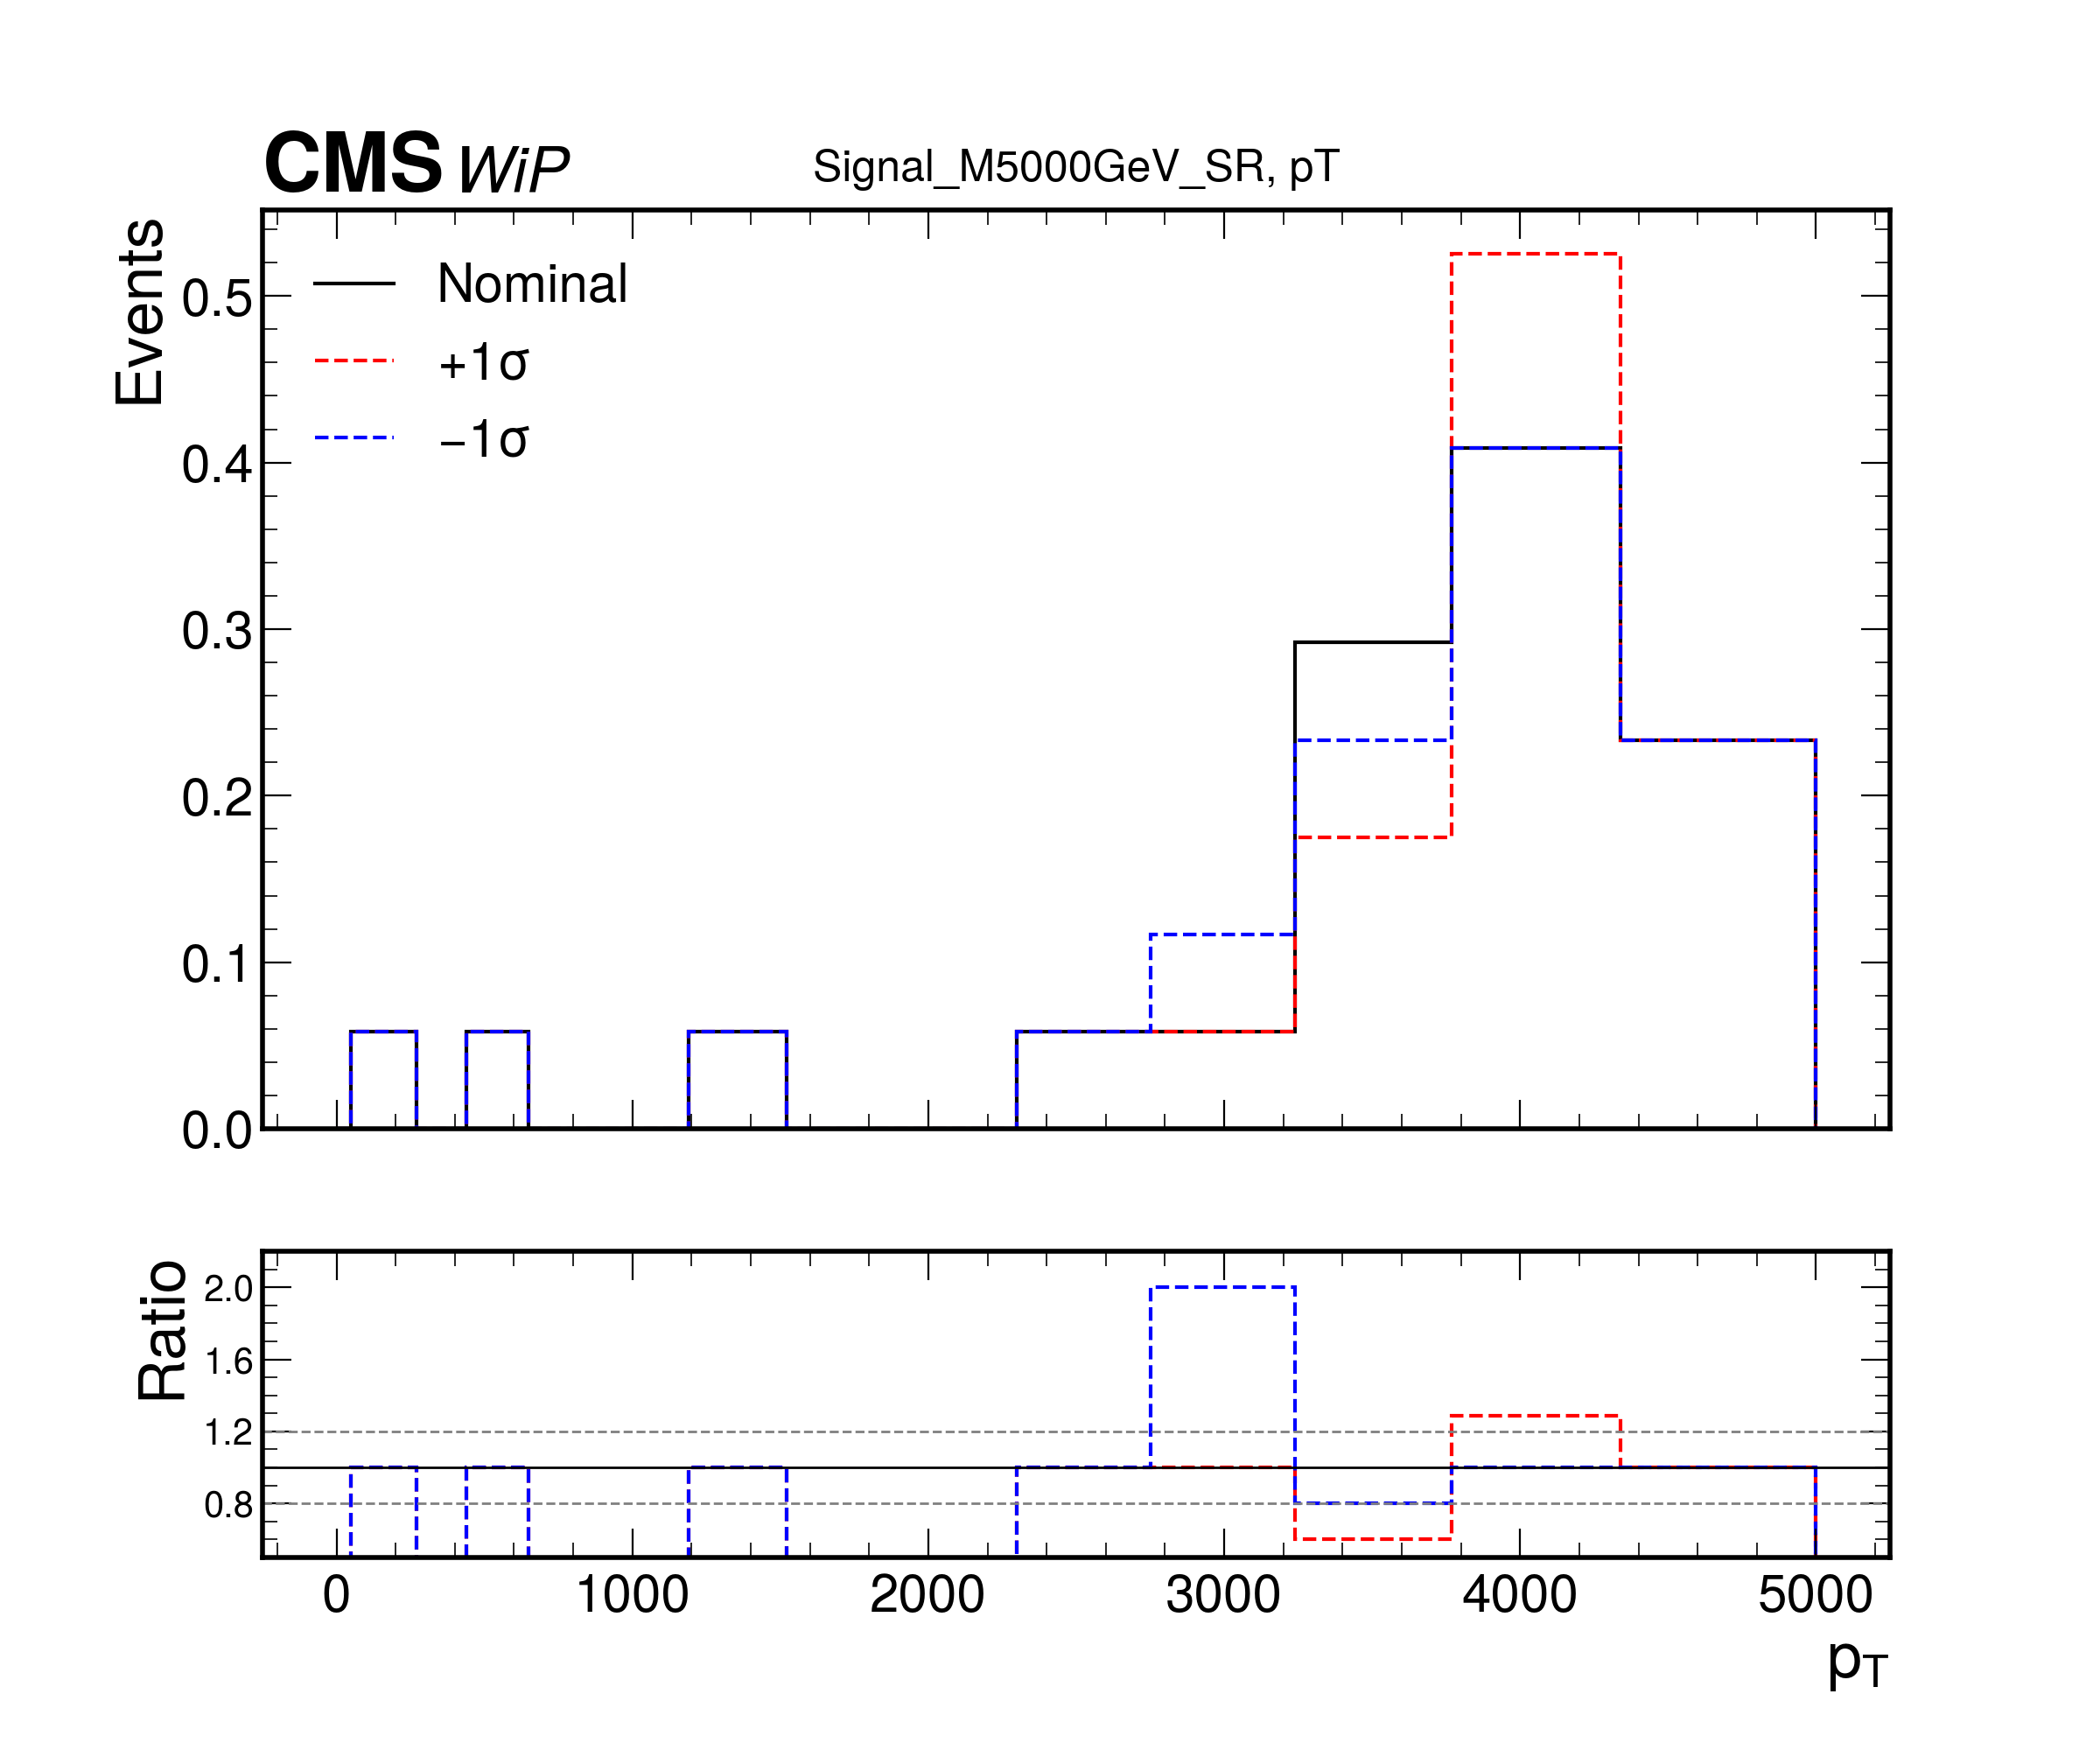 CMS WiP Signal_M5000GeV_SR, pT
Events
Nominal
+1σ
−1σ
0.5
0.4
0.3
0.2
0.1
0.0
Ratio
2.0
1.6
1.2
0.8
0 1000 2000 3000 4000 5000
pT